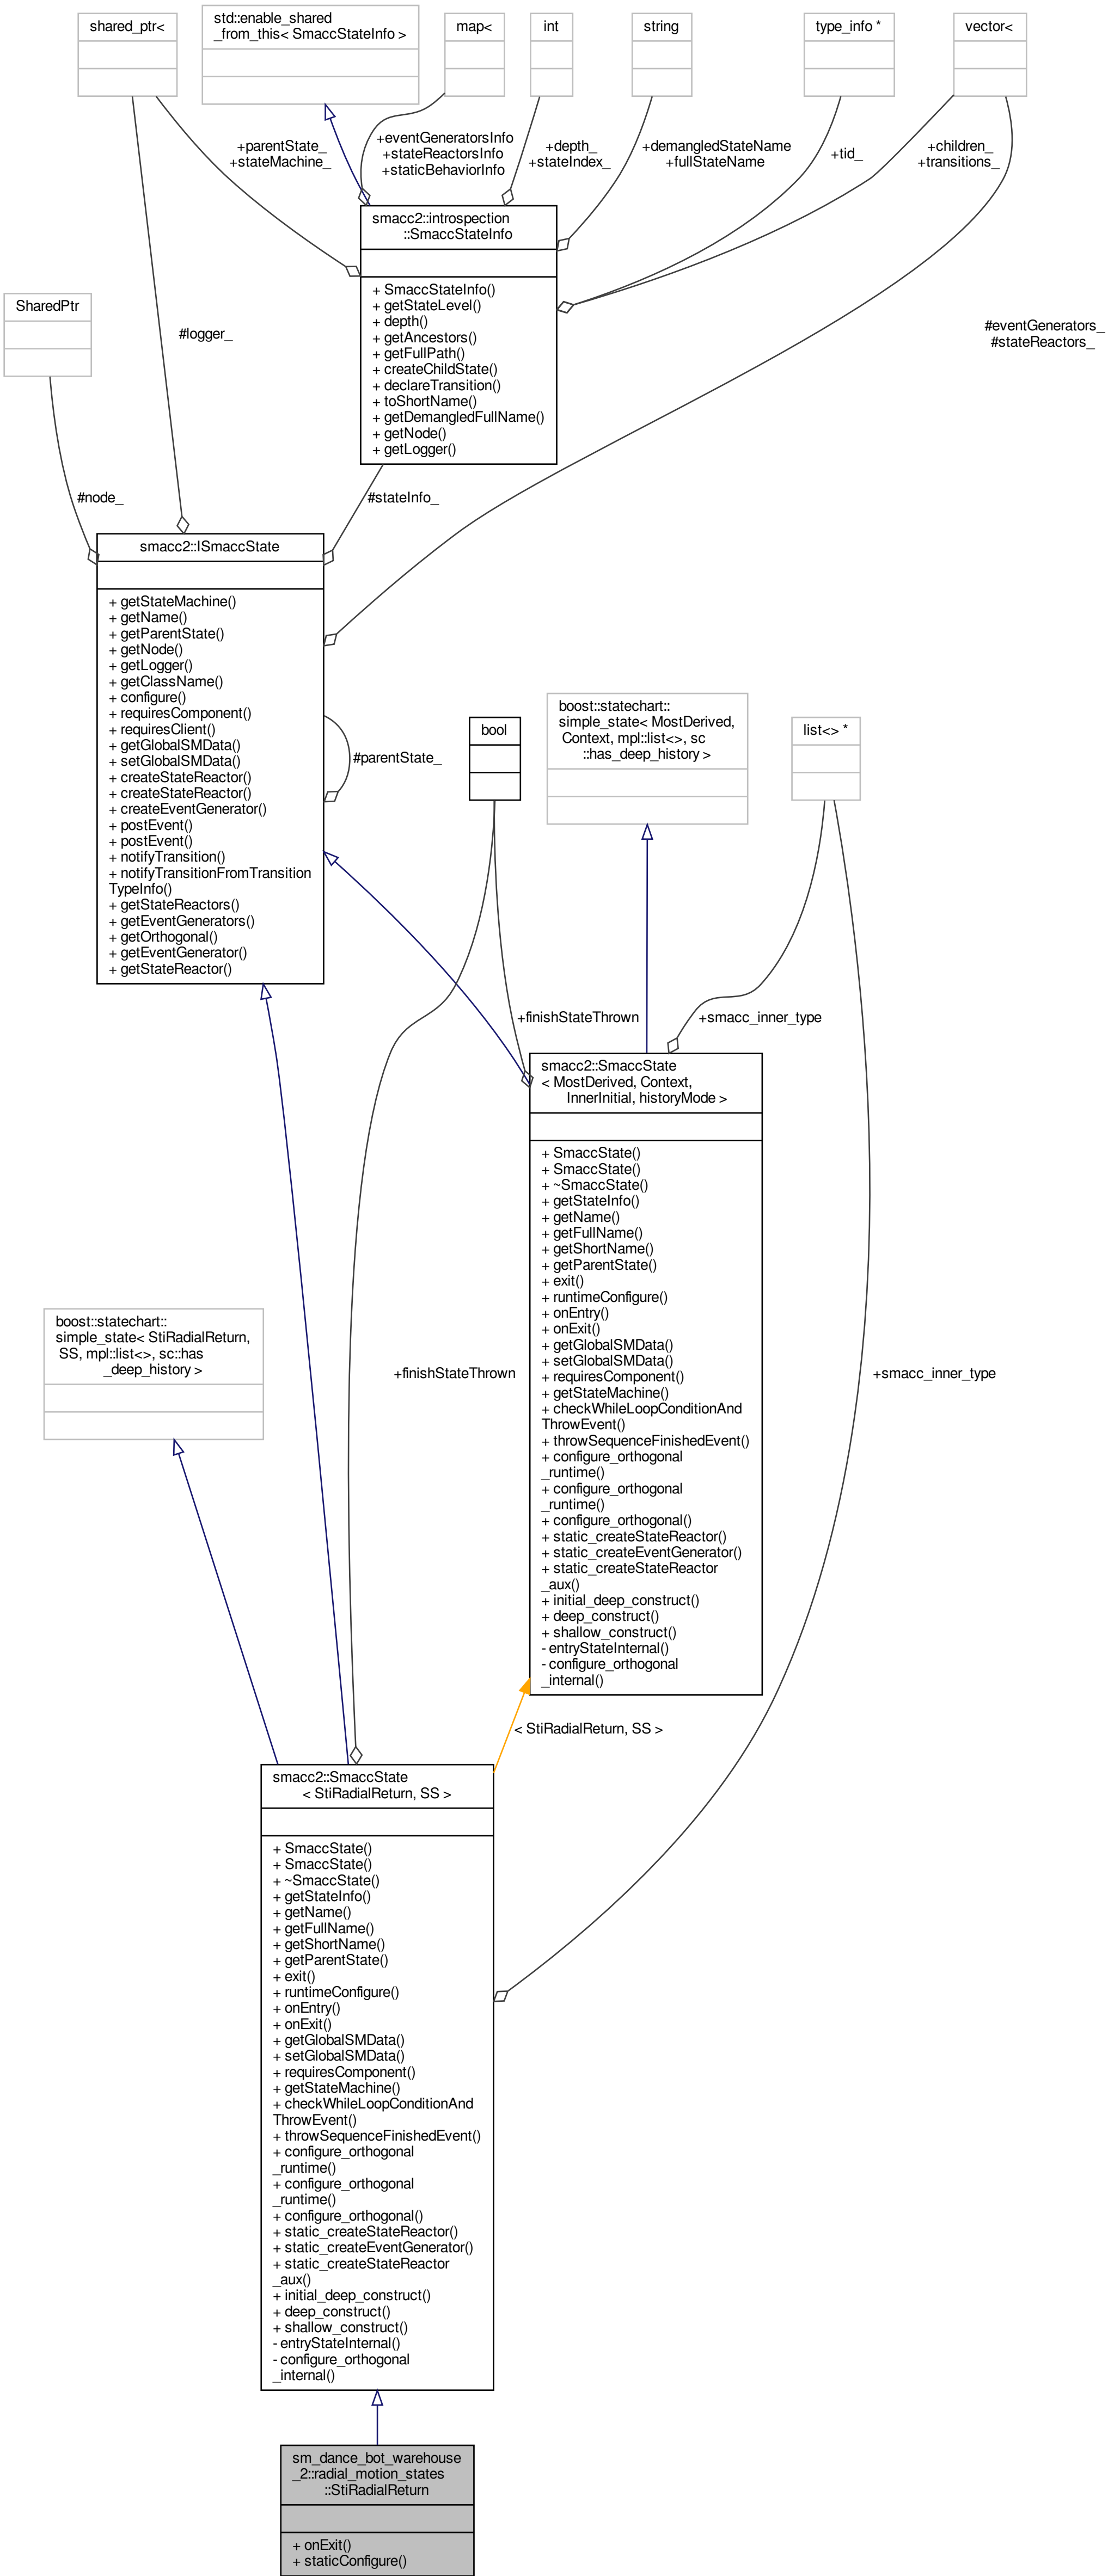 shared_ptr<
std::enable_shared
_from_this< SmaccStateInfo >
map<
int
string
type_info *
vector<
+parentState_
+stateMachine_
+eventGeneratorsInfo
+stateReactorsInfo
+staticBehaviorInfo
+depth_
+stateIndex_
+demangledStateName
+fullStateName
+tid_
+children_
+transitions_
smacc2::introspection
::SmaccStateInfo
+ SmaccStateInfo()
+ getStateLevel()
+ depth()
+ getAncestors()
+ getFullPath()
+ createChildState()
+ declareTransition()
+ toShortName()
+ getDemangledFullName()
+ getNode()
+ getLogger()
SharedPtr
#logger_
#eventGenerators_
#stateReactors_
#node_
#stateInfo_
smacc2::ISmaccState
+ getStateMachine()
+ getName()
+ getParentState()
+ getNode()
+ getLogger()
+ getClassName()
+ configure()
+ requiresComponent()
+ requiresClient()
+ getGlobalSMData()
+ setGlobalSMData()
+ createStateReactor()
+ createStateReactor()
+ createEventGenerator()
+ postEvent()
+ postEvent()
+ notifyTransition()
+ notifyTransitionFromTransition
TypeInfo()
+ getStateReactors()
+ getEventGenerators()
+ getOrthogonal()
+ getEventGenerator()
+ getStateReactor()
#parentState_
bool
boost::statechart::
simple_state< MostDerived,
Context, mpl::list<>, sc
::has_deep_history >
list<> *
+finishStateThrown
+smacc_inner_type
smacc2::SmaccState
< MostDerived, Context,
InnerInitial, historyMode >
+ SmaccState()
+ SmaccState()
+ ~SmaccState()
+ getStateInfo()
+ getName()
+ getFullName()
+ getShortName()
+ getParentState()
+ exit()
+ runtimeConfigure()
+ onEntry()
+ onExit()
+ getGlobalSMData()
+ setGlobalSMData()
+ requiresComponent()
+ getStateMachine()
+ checkWhileLoopConditionAnd
ThrowEvent()
+ throwSequenceFinishedEvent()
+ configure_orthogonal
_runtime()
+ configure_orthogonal
_runtime()
+ configure_orthogonal()
+ static_createStateReactor()
+ static_createEventGenerator()
+ static_createStateReactor
_aux()
+ initial_deep_construct()
+ deep_construct()
+ shallow_construct()
- entryStateInternal()
- configure_orthogonal
_internal()
boost::statechart::
simple_state< StiRadialReturn,
SS, mpl::list<>, sc::has
_deep_history >
+finishStateThrown
+smacc_inner_type
< StiRadialReturn, SS >
smacc2::SmaccState
< StiRadialReturn, SS >
+ SmaccState()
+ SmaccState()
+ ~SmaccState()
+ getStateInfo()
+ getName()
+ getFullName()
+ getShortName()
+ getParentState()
+ exit()
+ runtimeConfigure()
+ onEntry()
+ onExit()
+ getGlobalSMData()
+ setGlobalSMData()
+ requiresComponent()
+ getStateMachine()
+ checkWhileLoopConditionAnd
ThrowEvent()
+ throwSequenceFinishedEvent()
+ configure_orthogonal
_runtime()
+ configure_orthogonal
_runtime()
+ configure_orthogonal()
+ static_createStateReactor()
+ static_createEventGenerator()
+ static_createStateReactor
_aux()
+ initial_deep_construct()
+ deep_construct()
+ shallow_construct()
- entryStateInternal()
- configure_orthogonal
_internal()
sm_dance_bot_warehouse
_2::radial_motion_states
::StiRadialReturn
+ onExit()
+ staticConfigure()